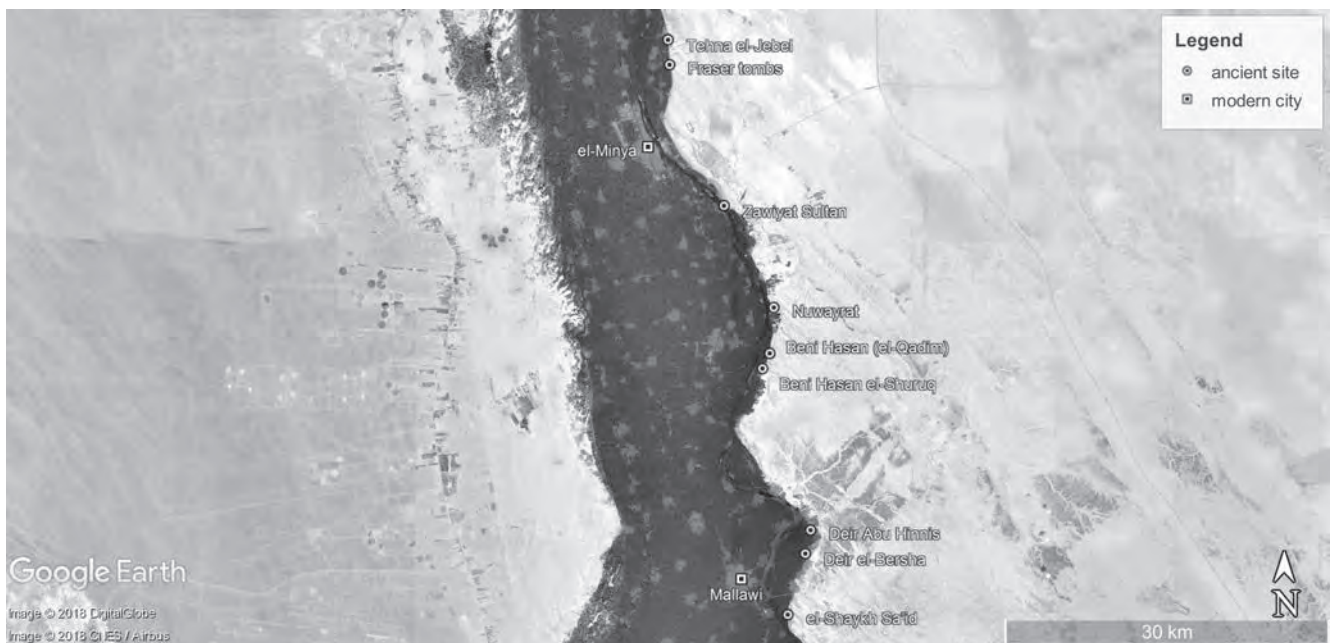 Tehna el-Jebel
Fraser tombs
Legend
ancient site
modern city
el-Minya
Zawiyat Sultan
Nuwayrat
Beni Hasan (el-Qadim)
Beni Hasan el-Shuruq
Deir Abu Hinnis
Deir el-Bersha
Mallawi
el-Shaykh Sa'id
Google Earth
Image © 2018 DigitalGlobe
Image © 2018 CNES / Airbus
N
30 km